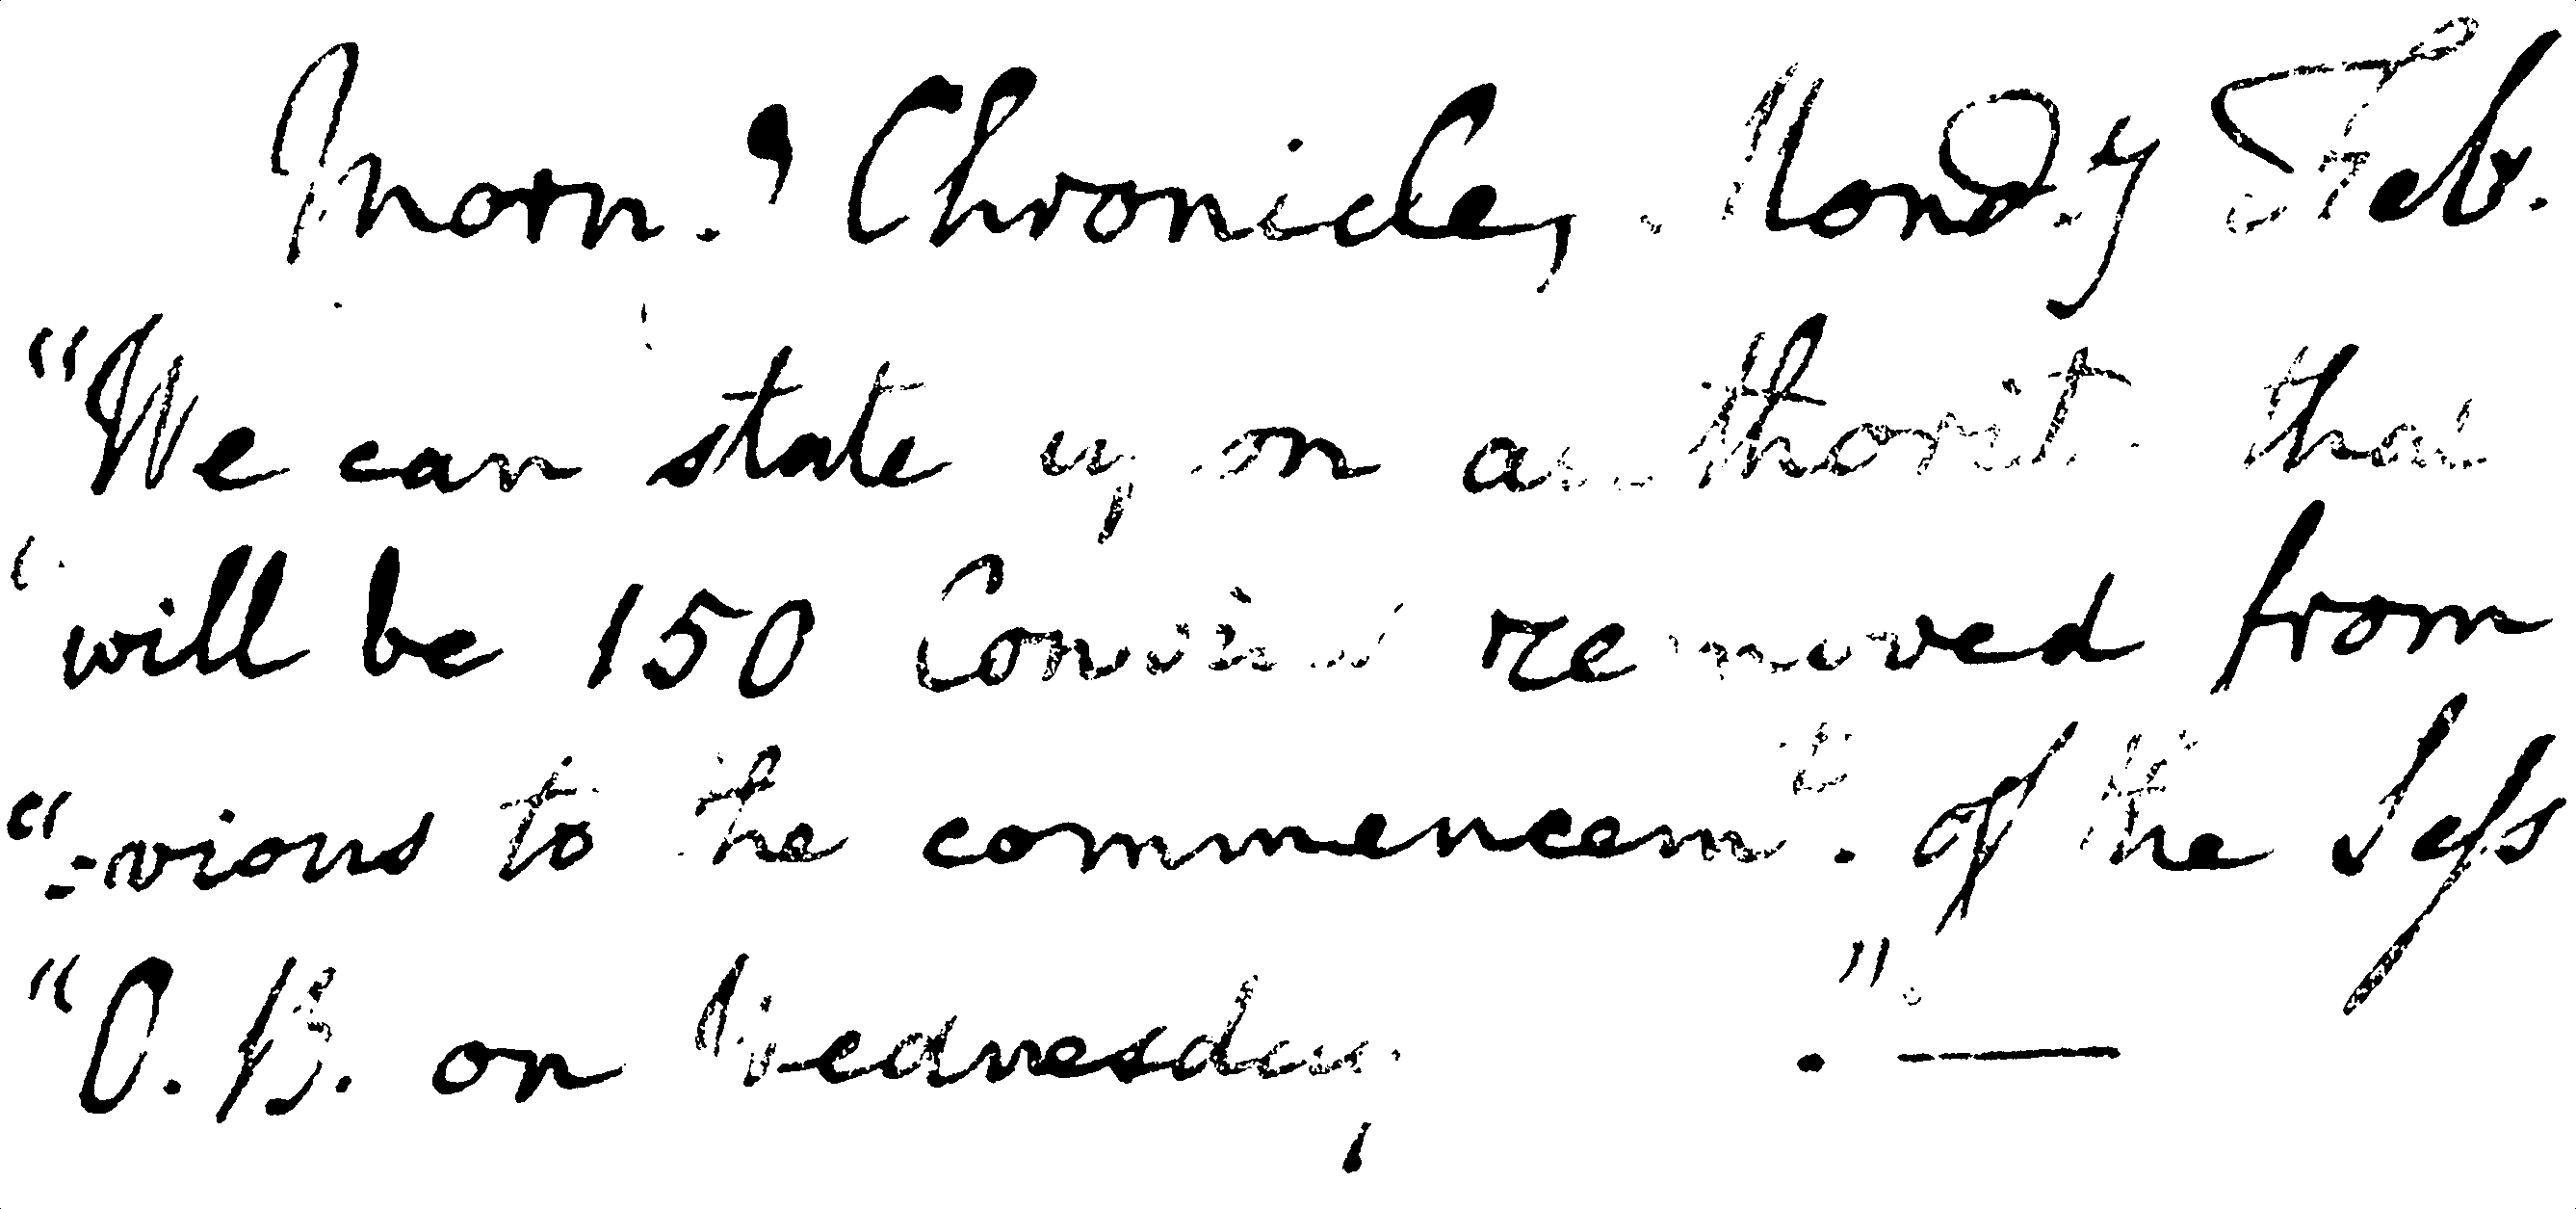 Morn.g Chronicle, Mond.y Feb.
"We can state upon authority that
"will be 150 Convicts removed from
"=vious to the commencem.t of the Sess
"O. B. on Wednesday ." —